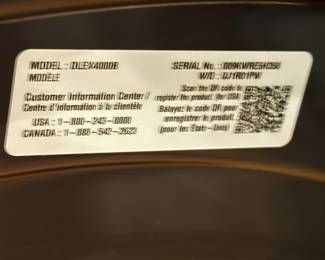 MODEL : DLEX4000B
MODÈLE
SERIAL No. :
W/D :
Customer Information Center/
Centre d'information à la clientèle
USA : 1-800-243-0000
CANADA : 1-888-542-2623
Scan the QR code to
register the product. (for USA)
Balayez le code QR pour
enregistrer le produit.
(pour les États-Unis)